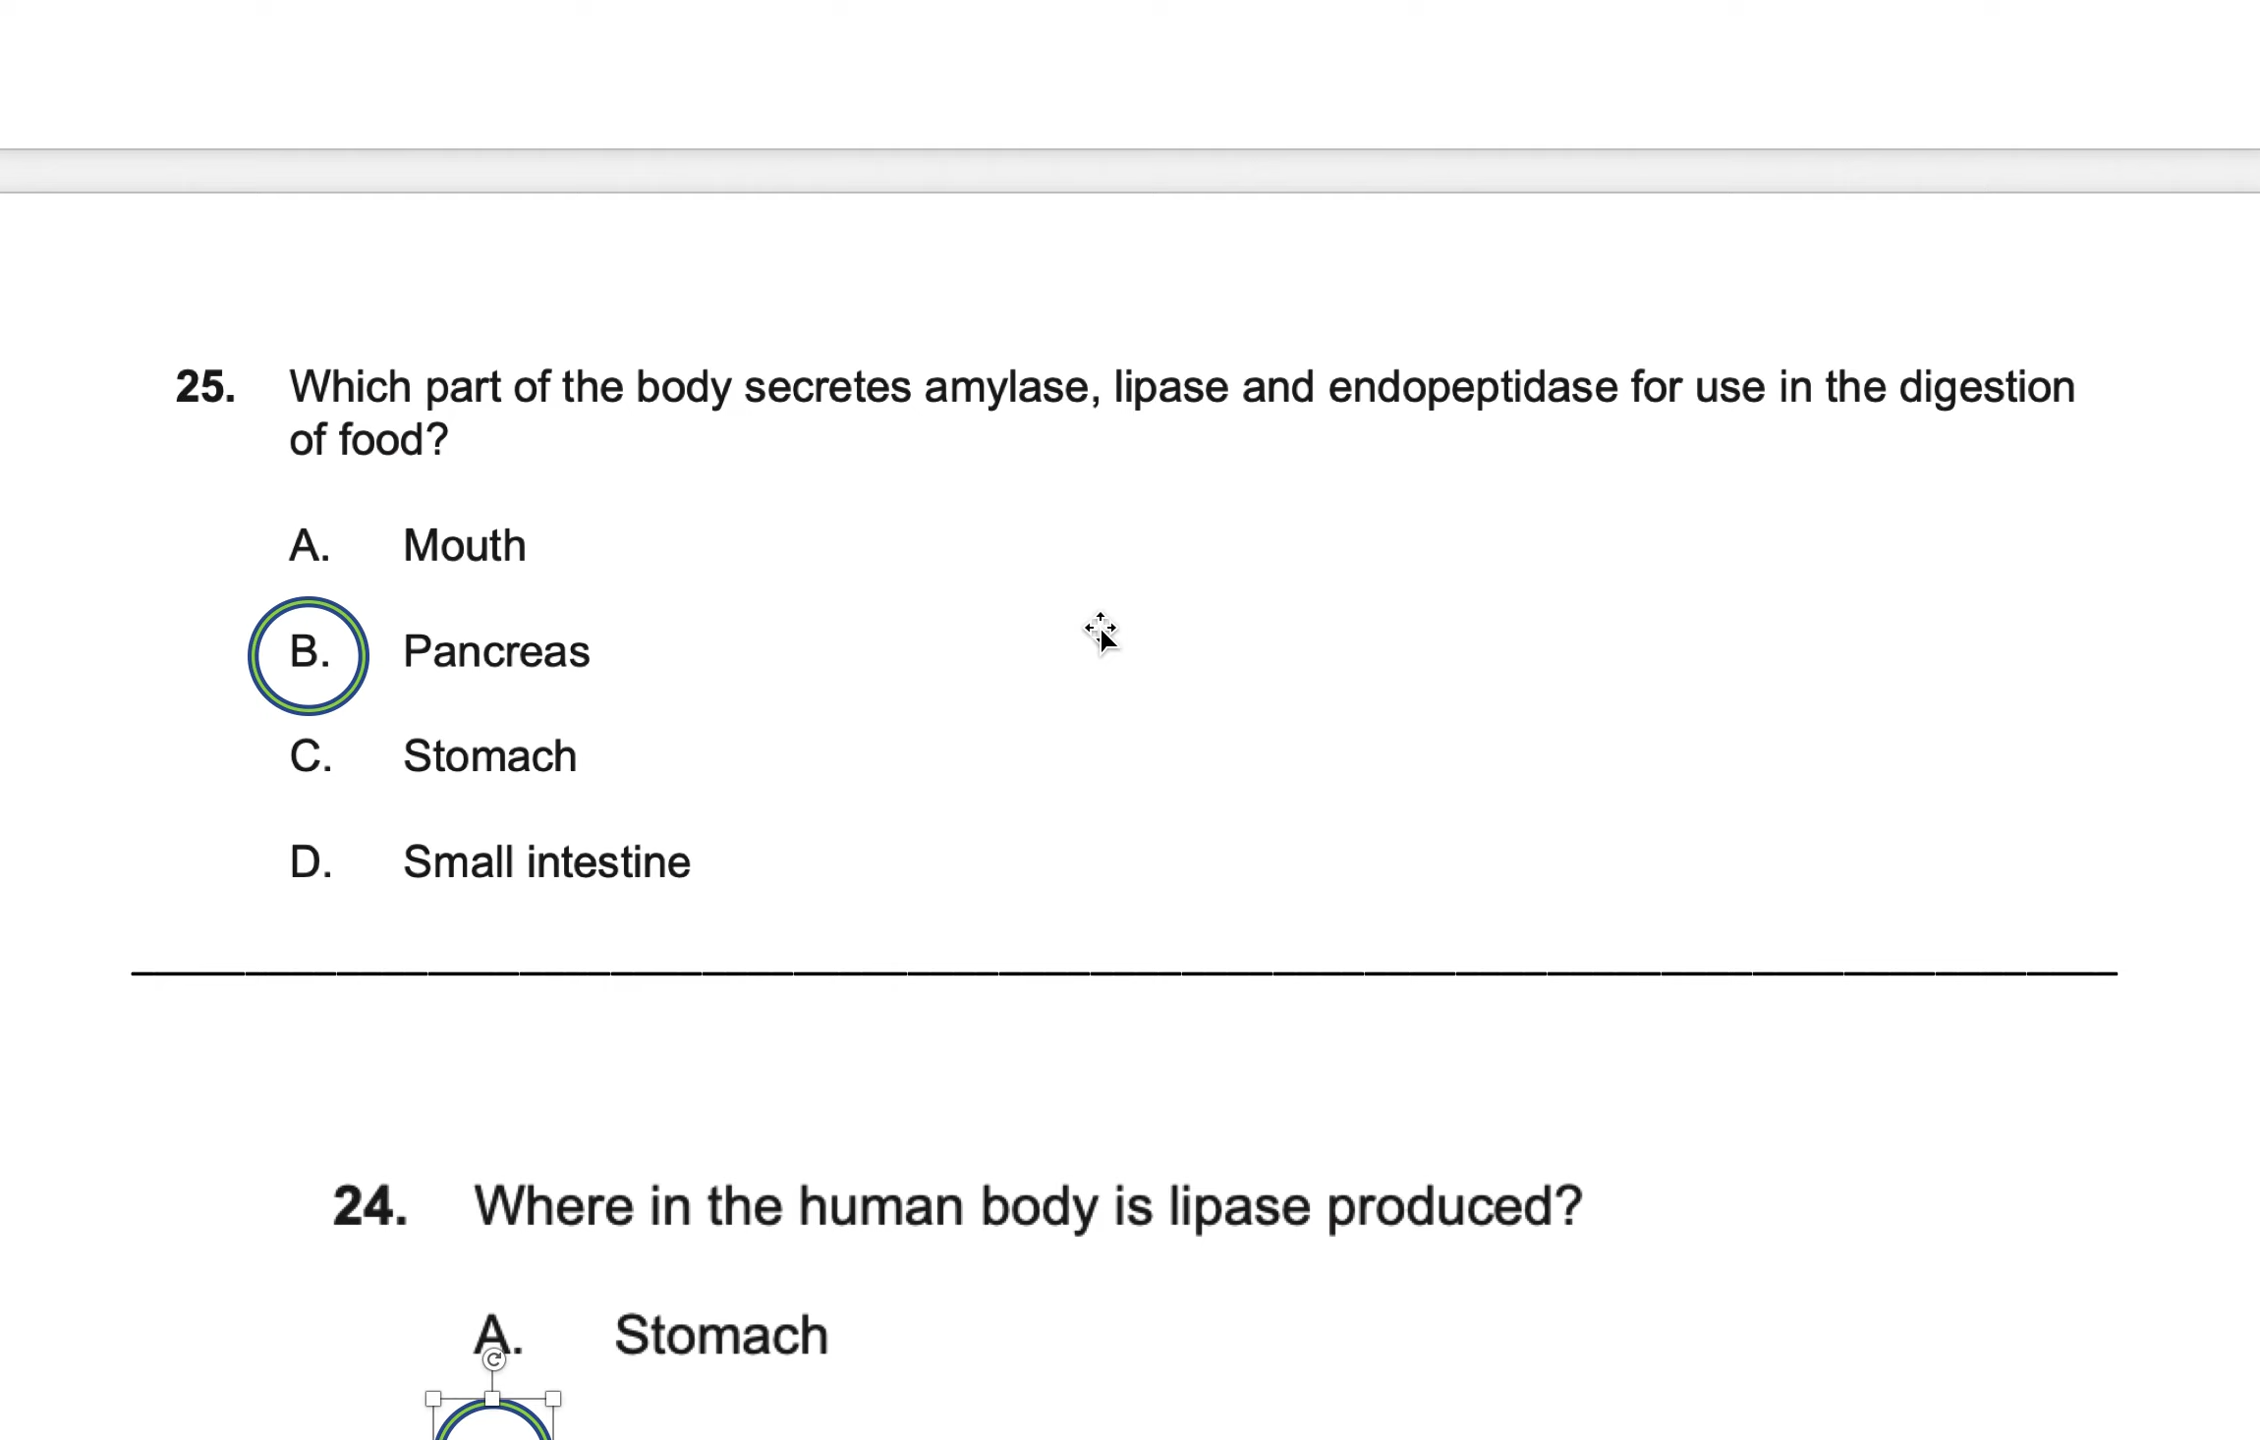 25. Which part of the body secretes amylase, lipase and endopeptidase for use in the digestion
of food?
A. Mouth
B. Pancreas
C. Stomach
D. Small intestine
24. Where in the human body is lipase produced?
A. Stomach